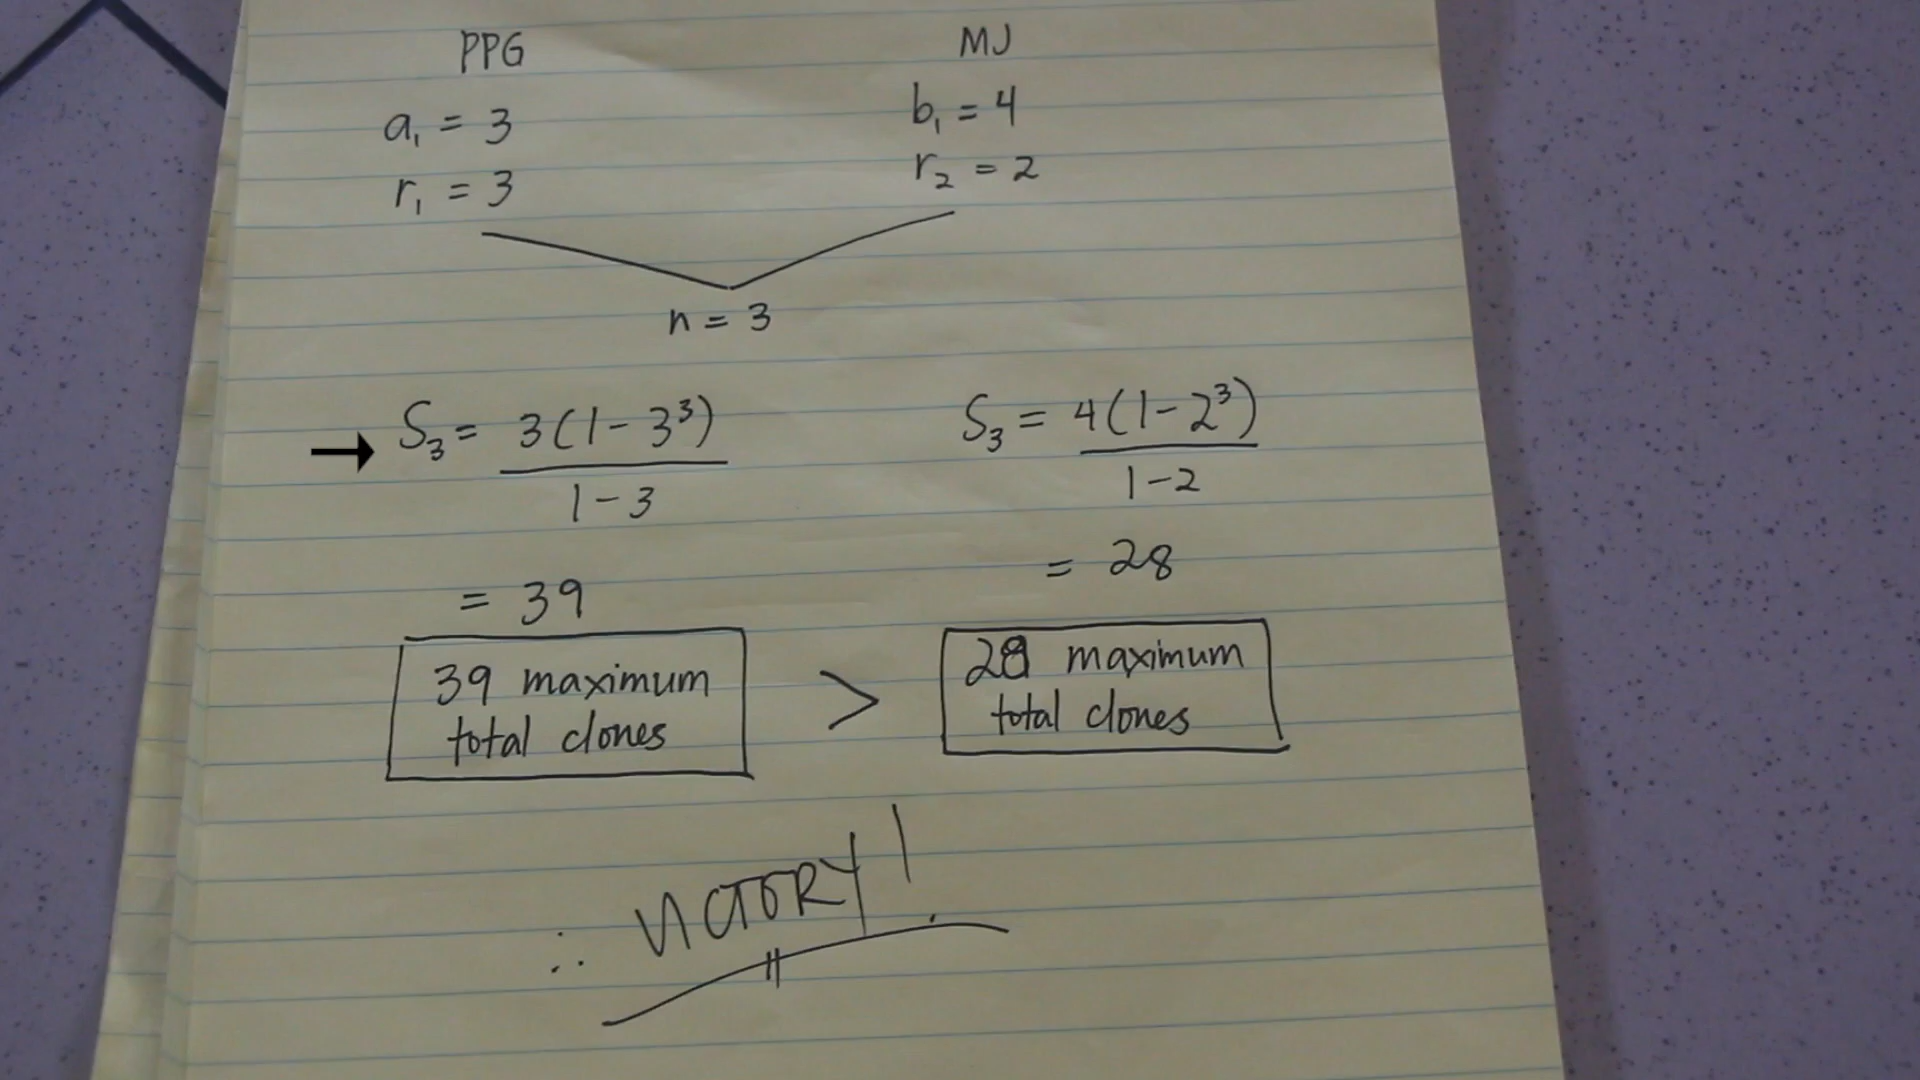 PPG
a₁ = 3
r₁ = 3
MJ
b₁ = 4
r₂ = 2
n = 3
→ S₃ = 3(1-3³)
1-3
= 39
39 maximum
total clones
>
S₃ = 4(1-2³)
1-2
= 28
28 maximum
total clones
∴ VICTORY!